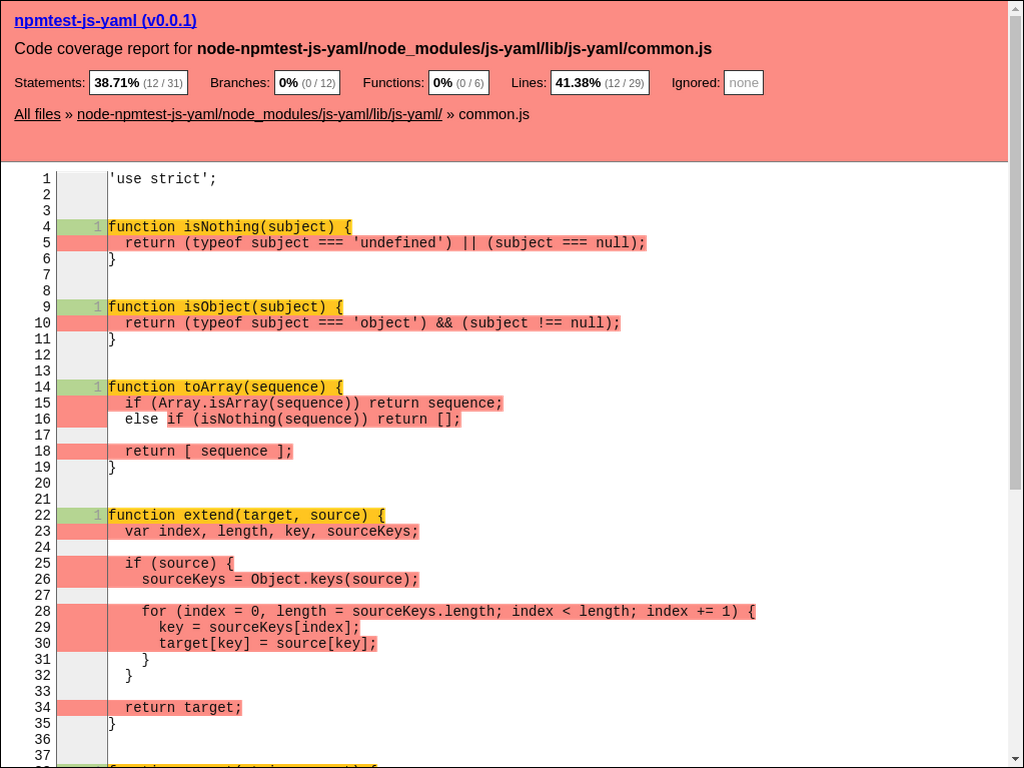 npmtest-js-yaml (v0.0.1)
Code coverage report for node-npmtest-js-yaml/node_modules/js-yaml/lib/js-yaml/common.js
Statements: 38.71% (12 / 31) Branches: 0% (0 / 12) Functions: 0% (0 / 6) Lines: 41.38% (12 / 29) Ignored: none
All files » node-npmtest-js-yaml/node_modules/js-yaml/lib/js-yaml/ » common.js
1 'use strict';
2
3
4 1 function isNothing(subject) {
5 return (typeof subject === 'undefined') || (subject === null);
6 }
7
8
9 1 function isObject(subject) {
10 return (typeof subject === 'object') && (subject !== null);
11 }
12
13
14 1 function toArray(sequence) {
15 if (Array.isArray(sequence)) return sequence;
16 else if (isNothing(sequence)) return [];
17
18 return [ sequence ];
19 }
20
21
22 1 function extend(target, source) {
23 var index, length, key, sourceKeys;
24
25 if (source) {
26 sourceKeys = Object.keys(source);
27
28 for (index = 0, length = sourceKeys.length; index < length; index += 1) {
29 key = sourceKeys[index];
30 target[key] = source[key];
31 }
32 }
33
34 return target;
35 }
36
37